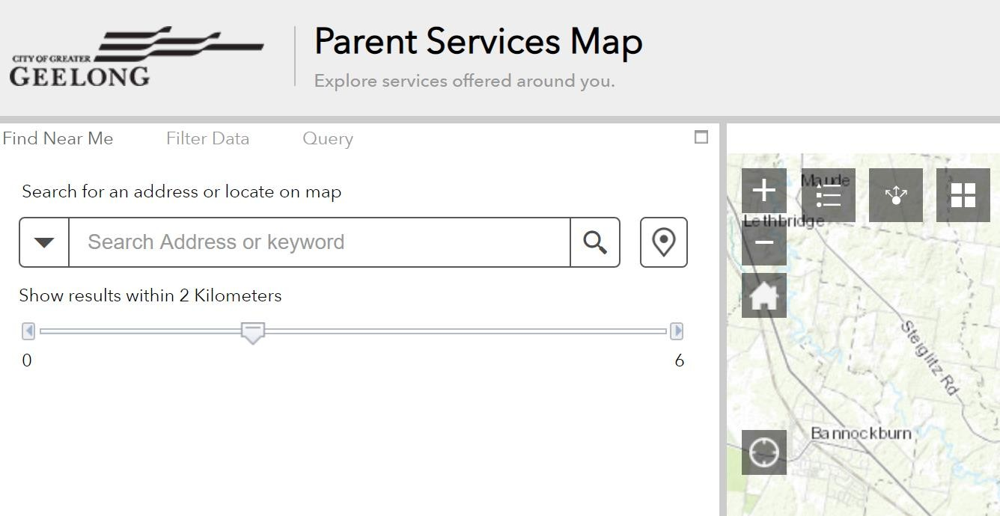 CITY OF GREATER
GEELONG
Parent Services Map
Explore services offered around you.
Find Near Me Filter Data Query
Search for an address or locate on map
Search Address or keyword
Show results within 2 Kilometers
0 6
Maude
Lethbridge
Steiglitz Rd
Bannockburn